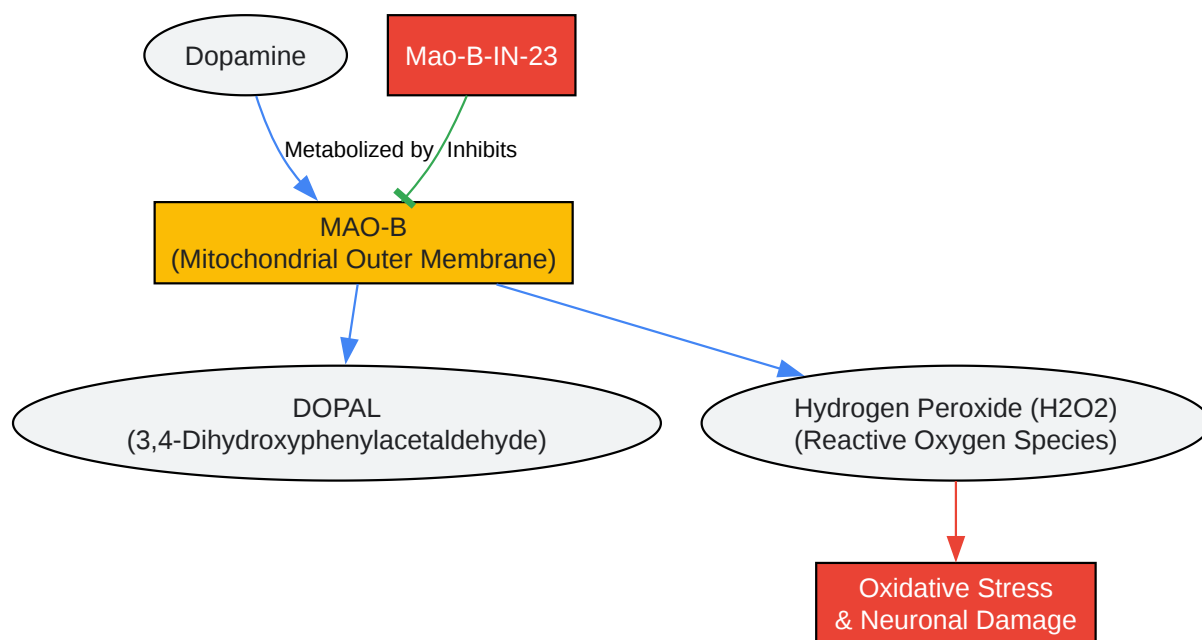 Dopamine
Mao-B-IN-23
Metabolized by
Inhibits
MAO-B
(Mitochondrial Outer Membrane)
DOPAL
(3,4-Dihydroxyphenylacetaldehyde)
Hydrogen Peroxide (H2O2)
(Reactive Oxygen Species)
Oxidative Stress
& Neuronal Damage